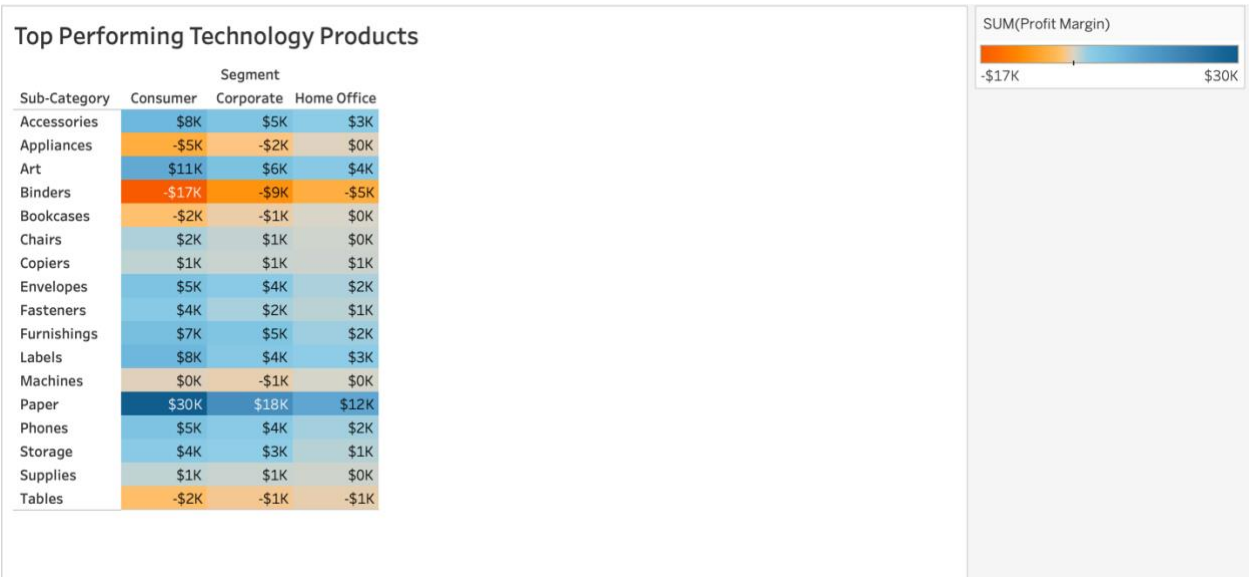 Top Performing Technology Products
Segment
Sub-Category Consumer Corporate Home Office
Accessories $8K $5K $3K
Appliances -$5K -$2K $0K
Art $11K $6K $4K
Binders -$17K -$9K -$5K
Bookcases -$2K -$1K $0K
Chairs $2K $1K $0K
Copiers $1K $1K $1K
Envelopes $5K $4K $2K
Fasteners $4K $2K $1K
Furnishings $7K $5K $2K
Labels $8K $4K $3K
Machines $0K -$1K $0K
Paper $30K $18K $12K
Phones $5K $4K $2K
Storage $4K $3K $1K
Supplies $1K $1K $0K
Tables -$2K -$1K -$1K
SUM(Profit Margin)
-$17K $30K